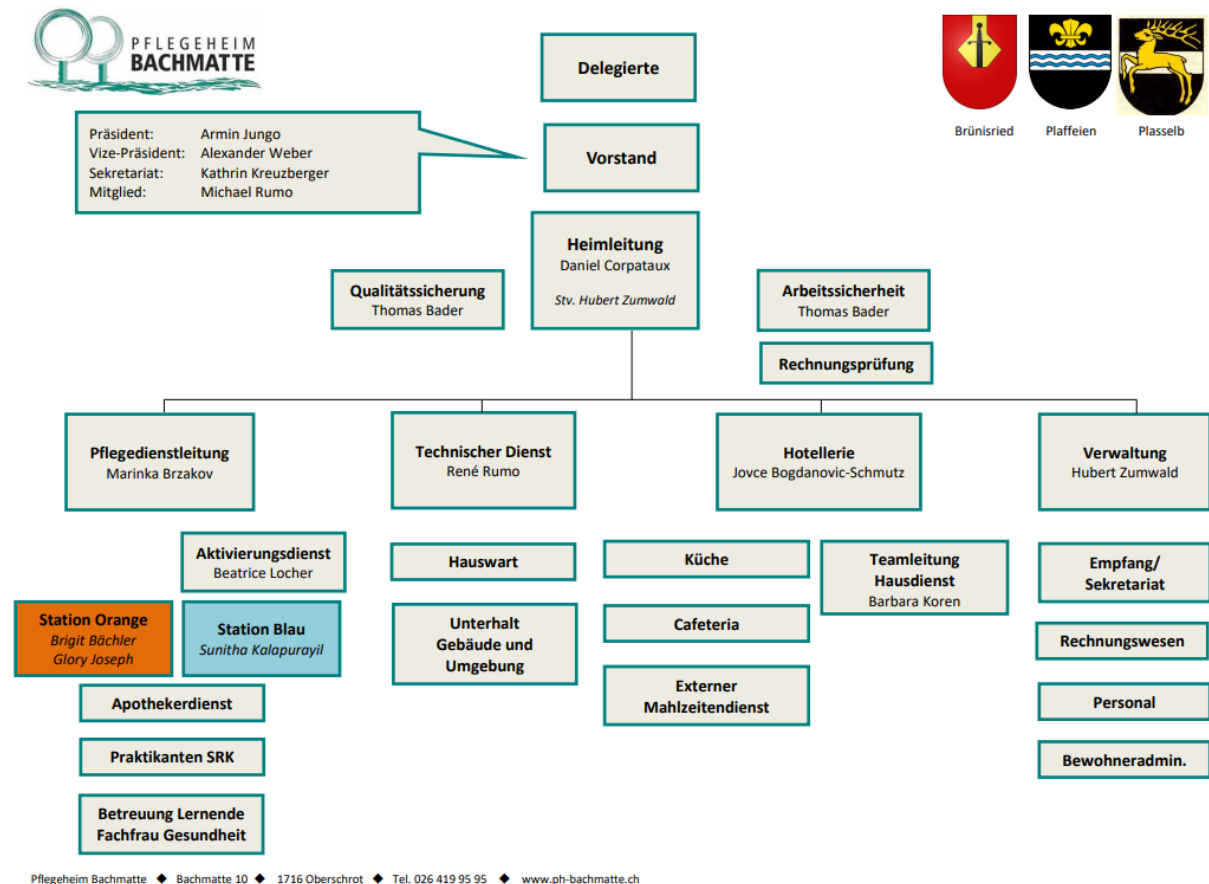 PFLEGEHEIM
BACHMATTE
Delegierte
Brünisried
Plaffeien
Plasselb
Präsident: Armin Jungo
Vize-Präsident: Alexander Weber
Sekretariat: Kathrin Kreuzberger
Mitglied: Michael Rumo
Vorstand
Heimleitung
Daniel Corpataux
Stv. Hubert Zumwald
Qualitätssicherung
Thomas Bader
Arbeitssicherheit
Thomas Bader
Rechnungsprüfung
Pflegedienstleitung
Marinka Brzakov
Technischer Dienst
René Rumo
Hotellerie
Jovce Bogdanovic-Schmutz
Verwaltung
Hubert Zumwald
Aktivierungsdienst
Beatrice Locher
Station Orange
Brigit Bächler
Glory Joseph
Station Blau
Sunitha Kalapurayil
Apothekerdienst
Praktikanten SRK
Betreuung Lernende
Fachfrau Gesundheit
Hauswart
Unterhalt
Gebäude und
Umgebung
Küche
Cafeteria
Externer
Mahlzeitendienst
Teamleitung
Hausdienst
Barbara Koren
Empfang/
Sekretariat
Rechnungswesen
Personal
Bewohneradmin.
Pflegeheim Bachmatte ◆ Bachmatte 10 ◆ 1716 Oberschrot ◆ Tel. 026 419 95 95 ◆ www.ph-bachmatte.ch